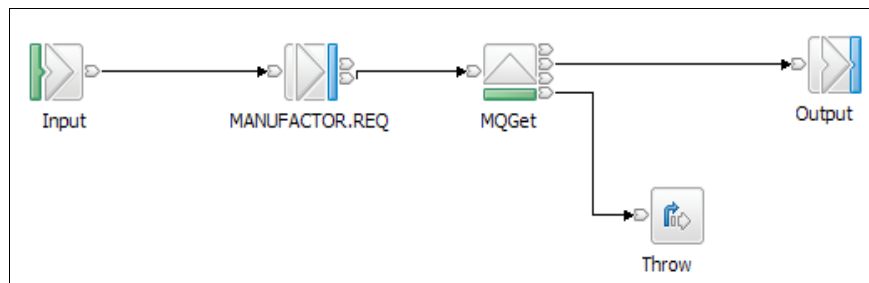 Input
MANUFACTOR.REQ
MQGet
Output
Throw